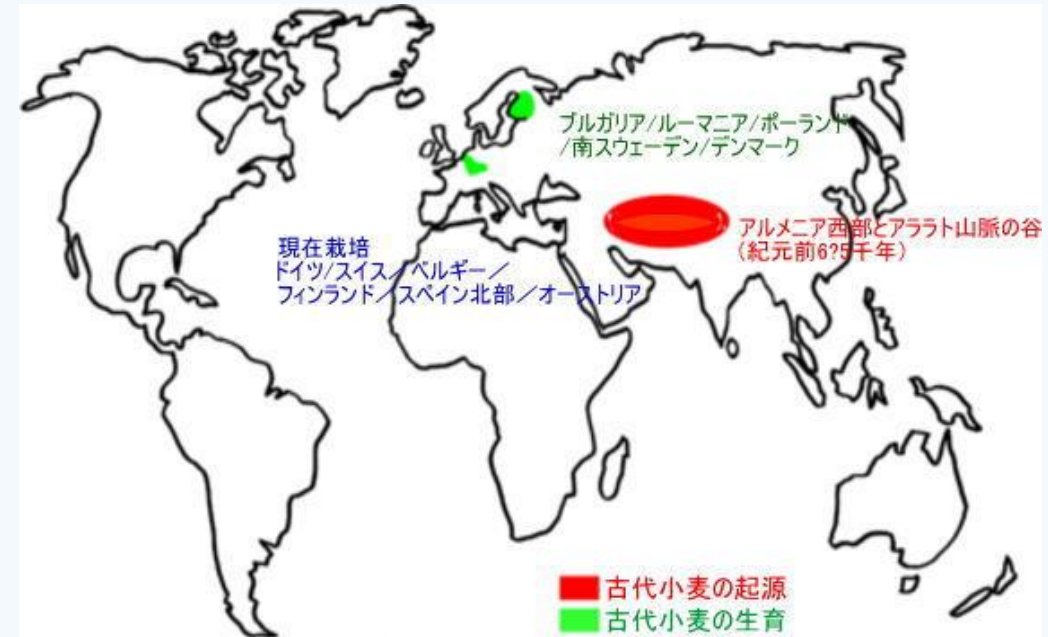 ブルガリア/ルーマニア/ポーランド
/南スウェーデン/デンマーク
アルメニア西部とアララト山脈の谷
(紀元前6?5千年)
現在栽培
ドイツ/スイス/ベルギー/
フィンランド/スペイン北部/オーストリア
古代小麦の起源
古代小麦の生育